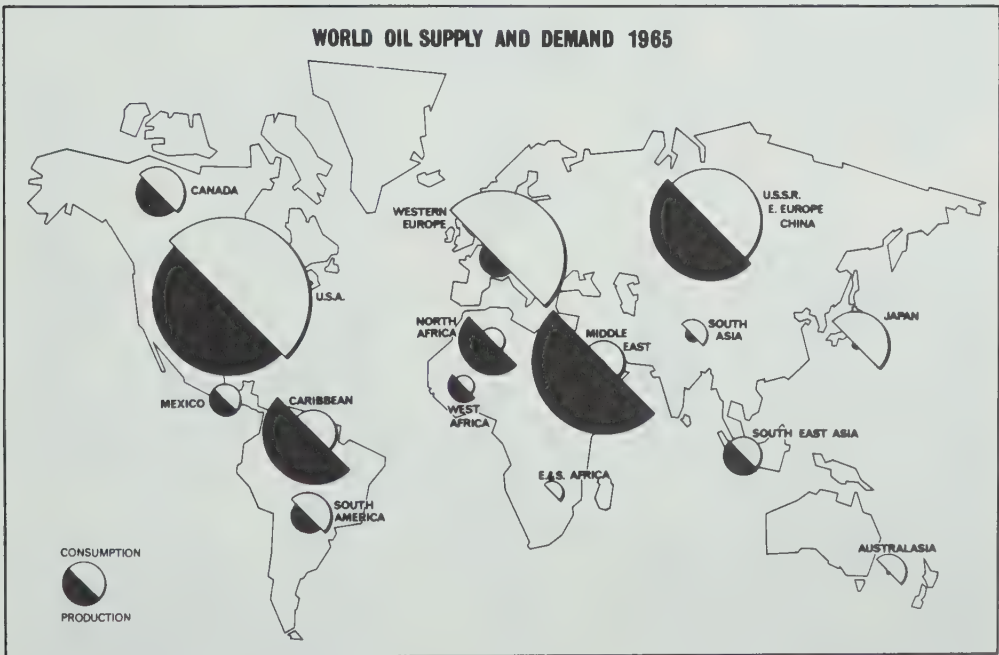 WORLD OIL SUPPLY AND DEMAND 1965
CANADA
U.S.A.
MEXICO
CARIBBEAN
SOUTH
AMERICA
WESTERN
EUROPE
NORTH
AFRICA
WEST
AFRICA
MIDDLE
EAST
E.& S. AFRICA
U.S.S.R.
E. EUROPE
CHINA
SOUTH
ASIA
JAPAN
SOUTH EAST ASIA
AUSTRALASIA
CONSUMPTION
PRODUCTION